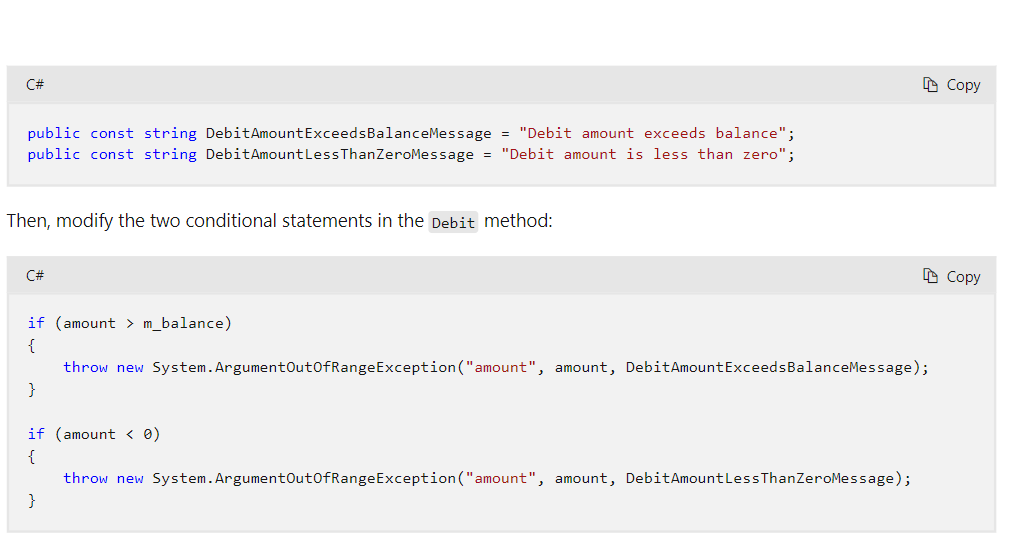 C#
Copy
public const string DebitAmountExceedsBalanceMessage = "Debit amount exceeds balance";
public const string DebitAmountLessThanZeroMessage = "Debit amount is less than zero";
Then, modify the two conditional statements in the Debit method:
C#
Copy
if (amount > m_balance)
{
    throw new System.ArgumentOutOfRangeException("amount", amount, DebitAmountExceedsBalanceMessage);
}
if (amount < 0)
{
    throw new System.ArgumentOutOfRangeException("amount", amount, DebitAmountLessThanZeroMessage);
}